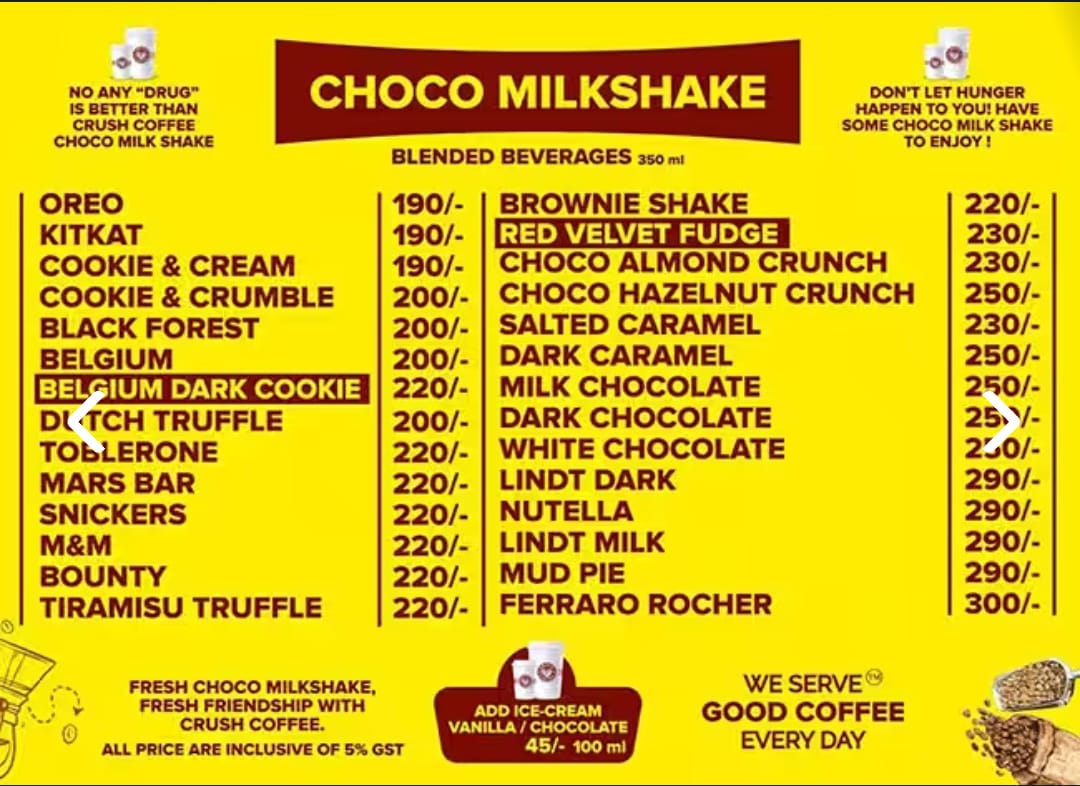 NO ANY “DRUG”
IS BETTER THAN
CRUSH COFFEE
CHOCO MILK SHAKE
CHOCO MILKSHAKE
DON’T LET HUNGER
HAPPEN TO YOU! HAVE
SOME CHOCO MILK SHAKE
TO ENJOY !
BLENDED BEVERAGES 350 ml
OREO 190/-
KITKAT 190/-
COOKIE & CREAM 190/-
COOKIE & CRUMBLE 200/-
BLACK FOREST 200/-
BELGIUM 200/-
BELGIUM DARK COOKIE 220/-
DUTCH TRUFFLE 200/-
TOBLERONE 220/-
MARS BAR 220/-
SNICKERS 220/-
M&M 220/-
BOUNTY 220/-
TIRAMISU TRUFFLE 220/-
BROWNIE SHAKE 220/-
RED VELVET FUDGE 230/-
CHOCO ALMOND CRUNCH 230/-
CHOCO HAZELNUT CRUNCH 250/-
SALTED CARAMEL 230/-
DARK CARAMEL 250/-
MILK CHOCOLATE 250/-
DARK CHOCOLATE
WHITE CHOCOLATE
LINDT DARK 290/-
NUTELLA 290/-
LINDT MILK 290/-
MUD PIE 290/-
FERRARO ROCHER 300/-
FRESH CHOCO MILKSHAKE,
FRESH FRIENDSHIP WITH
CRUSH COFFEE.
ALL PRICE ARE INCLUSIVE OF 5% GST
ADD ICE-CREAM
VANILLA / CHOCOLATE
45/- 100 ml
WE SERVE TM
GOOD COFFEE
EVERY DAY